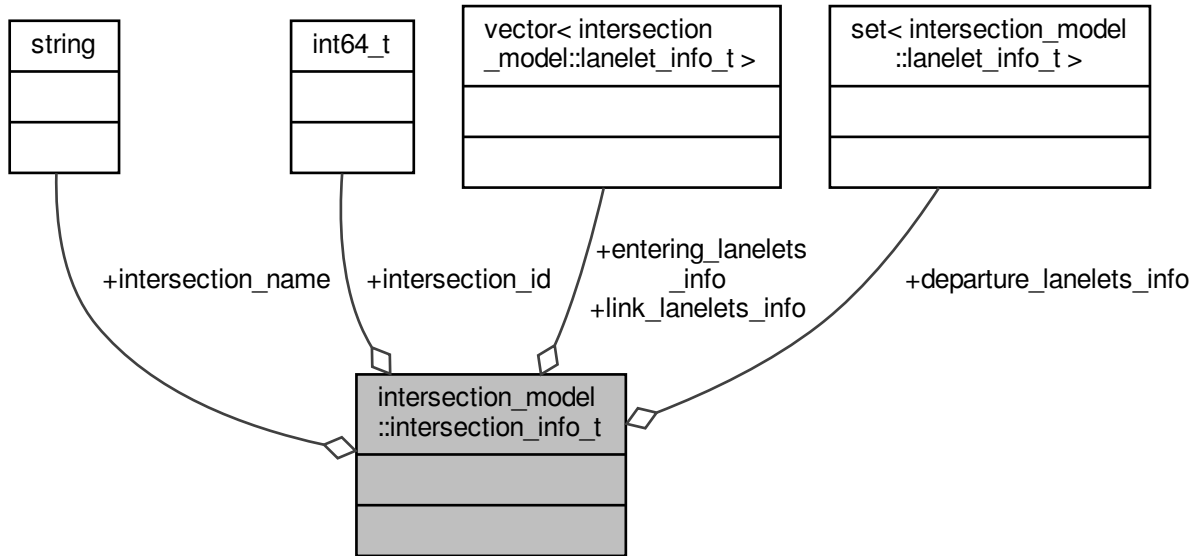 string
int64_t
vector< intersection
_model::lanelet_info_t >
set< intersection_model
::lanelet_info_t >
+intersection_name
+intersection_id
+entering_lanelets
_info
+link_lanelets_info
+departure_lanelets_info
intersection_model
::intersection_info_t